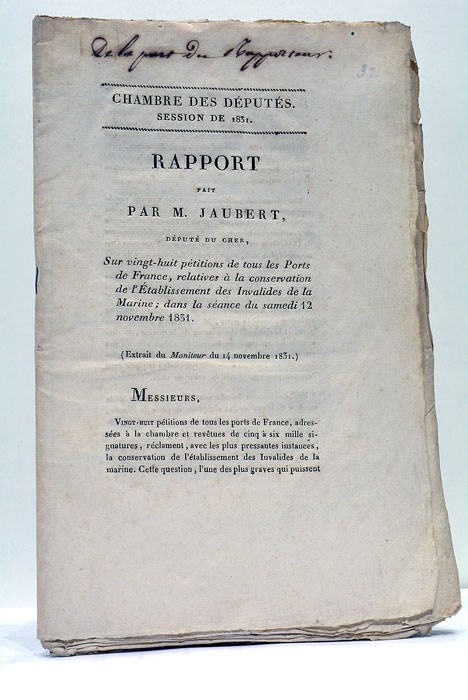 De la part du Rapporteur.
32
CHAMBRE DES DÉPUTÉS.
SESSION DE 1831.
RAPPORT
FAIT
PAR M. JAUBERT,
DÉPUTÉ DU CHER,
Sur vingt-huit pétitions de tous les Ports
de France, relatives à la conservation
de l'Établissement des Invalides de la
Marine; dans la séance du samedi 12
novembre 1831.
(Extrait du Moniteur du 14 novembre 1831.)
MESSIEURS,
VINGT-HUIT pétitions de tous les ports de France, adres-
sées à la chambre et revêtues de cinq à six mille si-
gnatures, réclament, avec les plus pressantes instances,
la conservation de l'établissement des Invalides de la
marine. Cette question, l'une des plus graves qui puissent